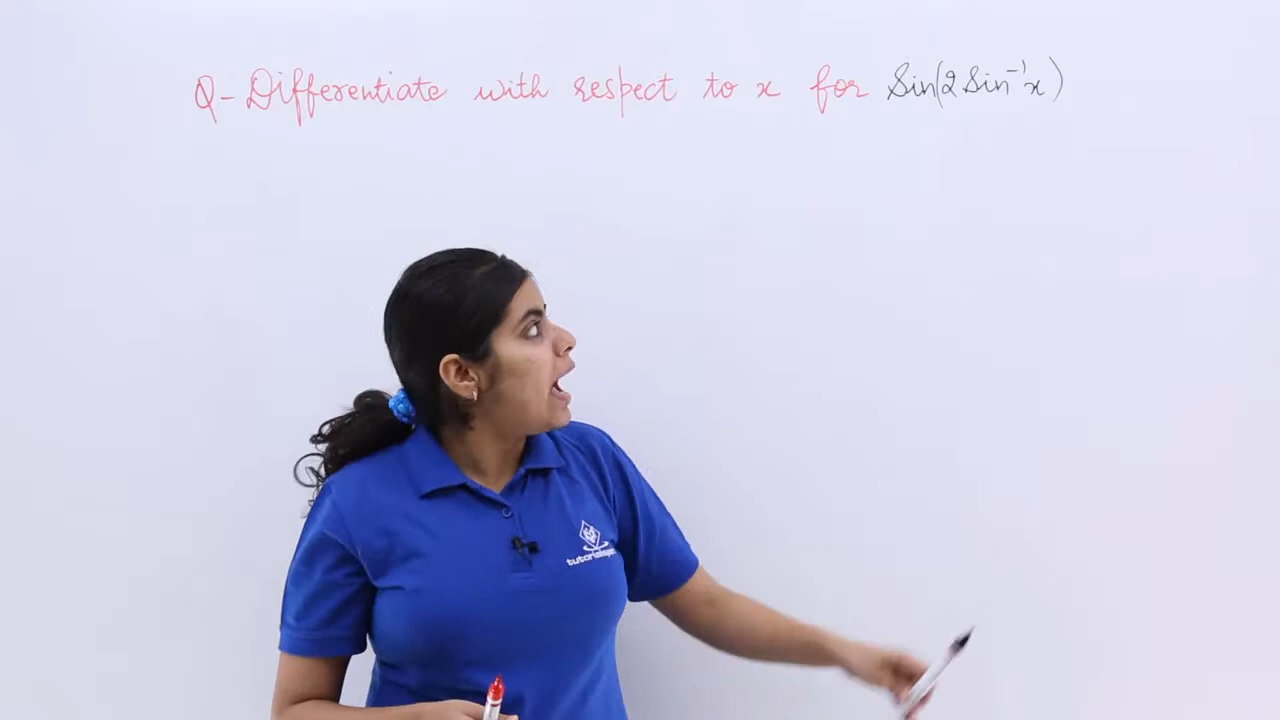 Q- Differentiate with respect to x for Sin(2 Sin⁻¹x)